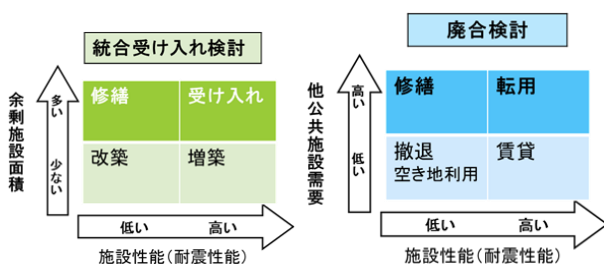 統合受け入れ検討
余剰施設面積
多い
少ない
修繕
受け入れ
改築
増築
低い
高い
施設性能(耐震性能)
廃合検討
他公共施設需要
高い
低い
修繕
転用
撤退
空き地利用
賃貸
低い
高い
施設性能(耐震性能)